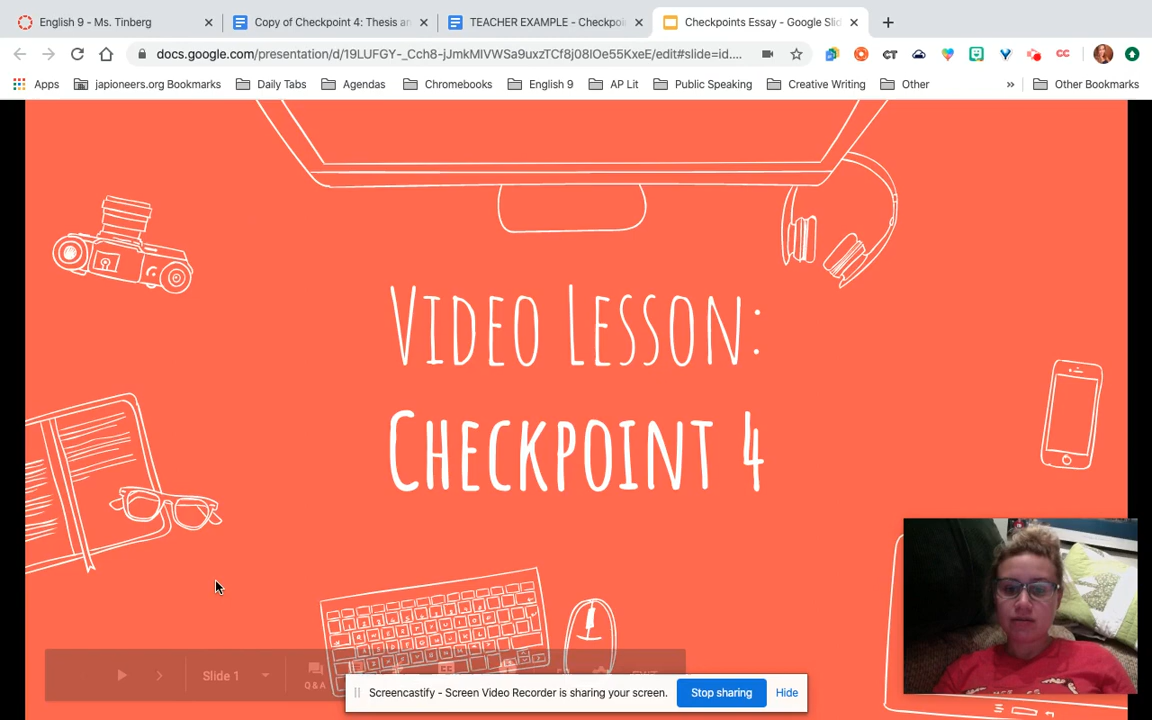 English 9 - Ms. Tinberg
Copy of Checkpoint 4: Thesis an
TEACHER EXAMPLE - Checkpoi
Checkpoints Essay - Google Slid
docs.google.com/presentation/d/19LUFGY-_Cch8-jJmkMIVWSa9uxzTCf8j08lOe55KxeE/edit#slide=id....
Apps
japioneers.org Bookmarks
Daily Tabs
Agendas
Chromebooks
English 9
AP Lit
Public Speaking
Creative Writing
Other
»
Other Bookmarks
Video Lesson:
Checkpoint 4
Slide 1
Q&A
Screencastify - Screen Video Recorder is sharing your screen.
Stop sharing
Hide